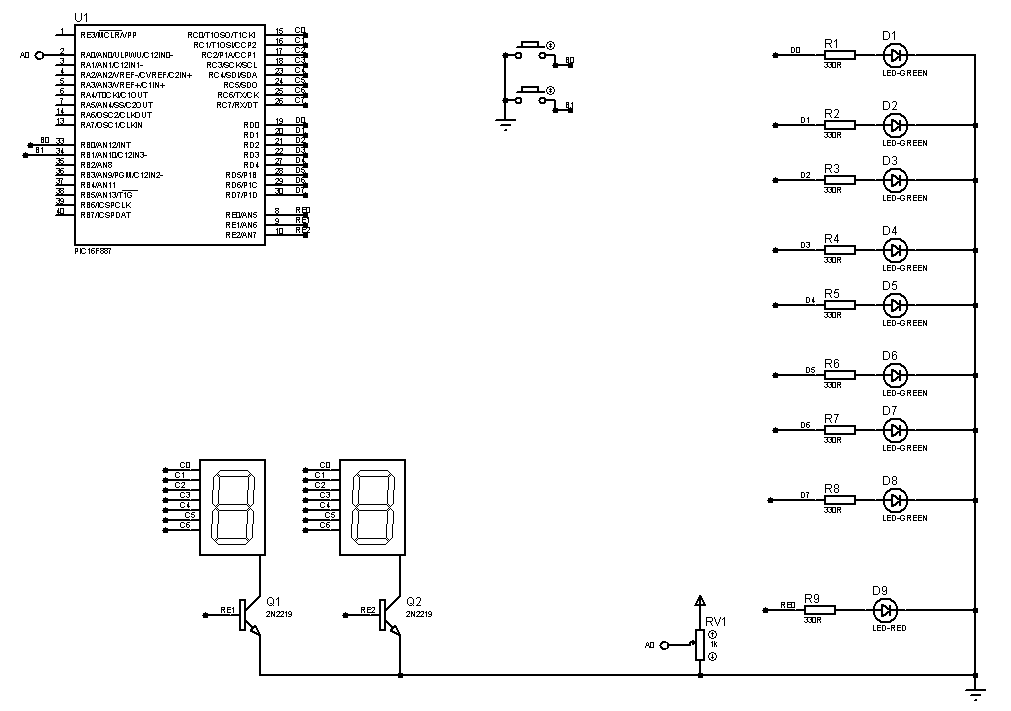 U1
1 RE3/MCLR/VPP
A0 2 RA0/AN0/ULPWU/C12IN0-
3 RA1/AN1/C12IN1-
4 RA2/AN2/VREF-/CVREF/C2IN+
5 RA3/AN3/VREF+/C1IN+
6 RA4/T0CKI/C1OUT
7 RA5/AN4/SS/C2OUT
14 RA6/OSC2/CLKOUT
13 RA7/OSC1/CLKIN
B0 33 RB0/AN12/INT
B1 34 RB1/AN10/C12IN3-
35 RB2/AN8
36 RB3/AN9/PGM/C12IN2-
37 RB4/AN11
38 RB5/AN13/T1G
39 RB6/ICSPCLK
40 RB7/ICSPDAT
RC0/T1OSO/T1CKI 15 C0
RC1/T1OSI/CCP2 16 C1
RC2/P1A/CCP1 17 C2
RC3/SCK/SCL 18 C3
RC4/SDI/SDA 23 C4
RC5/SDO 24 C5
RC6/TX/CK 25 C6
RC7/RX/DT 26 C7
RD0 19 D0
RD1 20 D1
RD2 21 D2
RD3 22 D3
RD4 27 D4
RD5/P1B 28 D5
RD6/P1C 29 D6
RD7/P1D 30 D7
RE0/AN5 8 RE0
RE1/AN6 9 RE1
RE2/AN7 10 RE2
PIC16F887
B0
B1
D0 R1 330R D1 LED-GREEN
D1 R2 330R D2 LED-GREEN
D2 R3 330R D3 LED-GREEN
D3 R4 330R D4 LED-GREEN
D4 R5 330R D5 LED-GREEN
D5 R6 330R D6 LED-GREEN
D6 R7 330R D7 LED-GREEN
D7 R8 330R D8 LED-GREEN
RE0 R9 330R D9 LED-RED
C0
C1
C2
C3
C4
C5
C6
C0
C1
C2
C3
C4
C5
C6
RE1 Q1
2N2219
RE2 Q2
2N2219
A0 RV1
1K